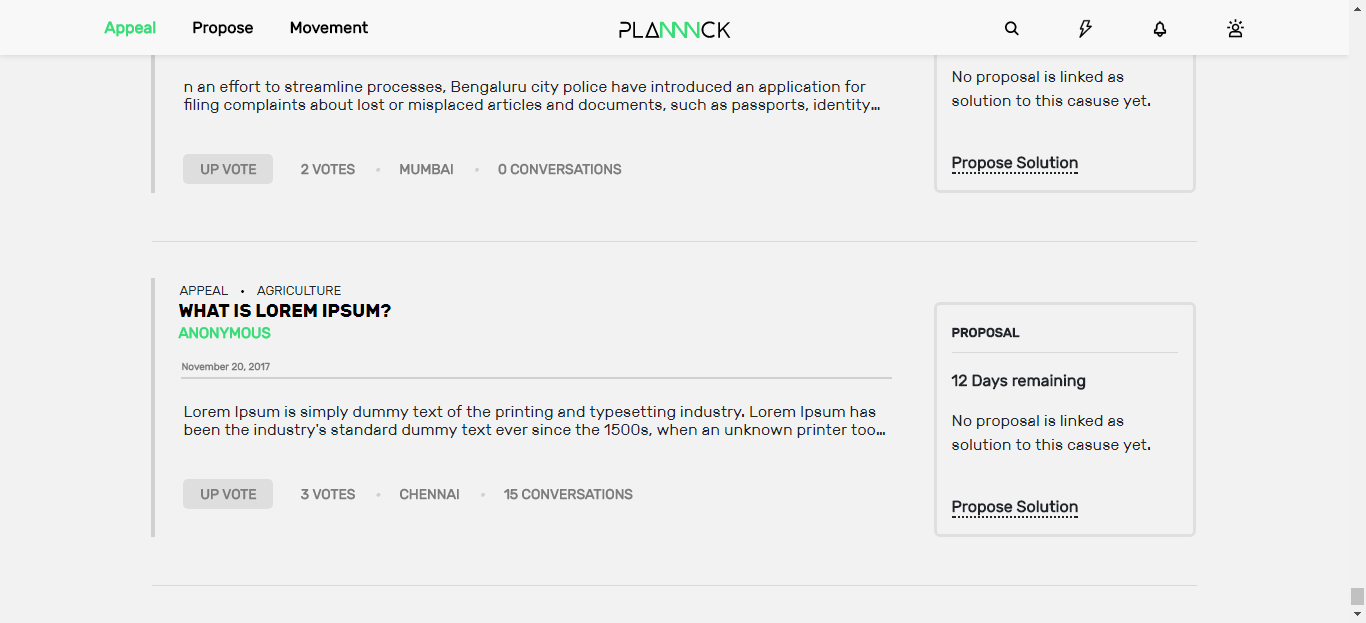 Appeal Propose Movement PLANNNCK
n an effort to streamline processes, Bengaluru city police have introduced an application for
filing complaints about lost or misplaced articles and documents, such as passports, identity...
UP VOTE 2 VOTES • MUMBAI • 0 CONVERSATIONS
No proposal is linked as
solution to this casuse yet.
Propose Solution
APPEAL • AGRICULTURE
WHAT IS LOREM IPSUM?
ANONYMOUS
November 20, 2017
Lorem Ipsum is simply dummy text of the printing and typesetting industry. Lorem Ipsum has
been the industry's standard dummy text ever since the 1500s, when an unknown printer too...
UP VOTE 3 VOTES • CHENNAI • 15 CONVERSATIONS
PROPOSAL
12 Days remaining
No proposal is linked as
solution to this casuse yet.
Propose Solution